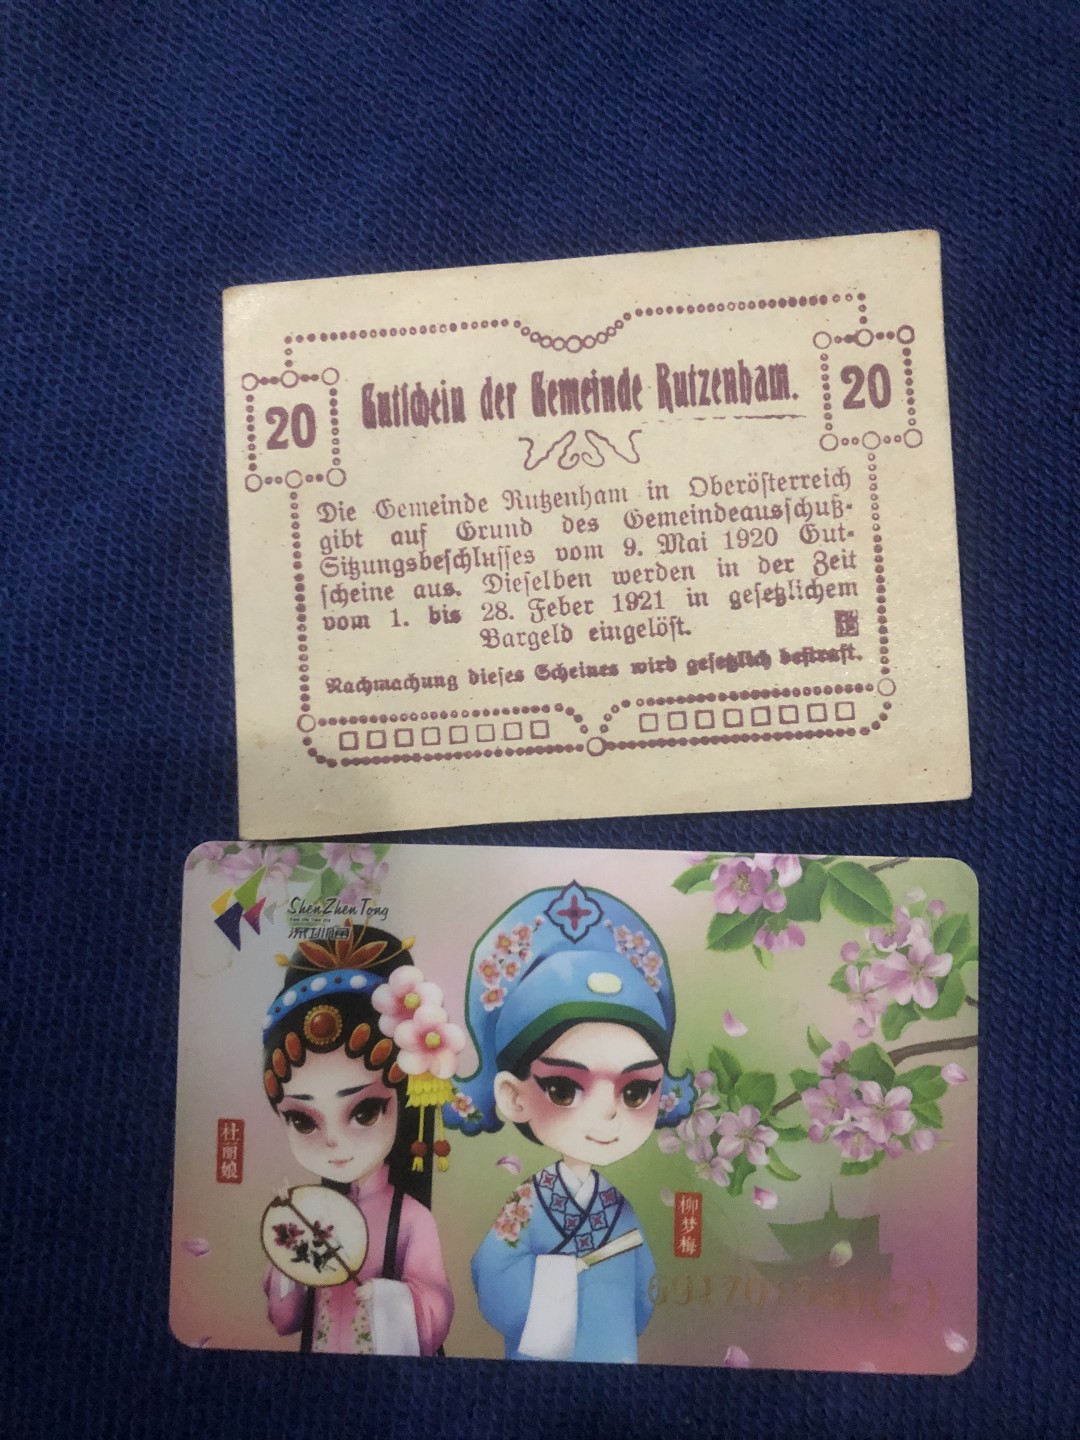 20
Gutschein der Gemeinde Rutzenham.
20
Die Gemeinde Rutzenham in Oberösterreich
gibt auf Grund des Gemeindeausschuß-
Sitzungsbeschlusses vom 9. Mai 1920 Gut-
scheine aus. Dieselben werden in der Zeit
vom 1. bis 28. Feber 1921 in gesetzlichem
Bargeld eingelöst.
Nachmachung dieses Scheines wird gesetzlich bestraft.
ShenZhen Tong
深圳通
杜丽娘
柳梦梅